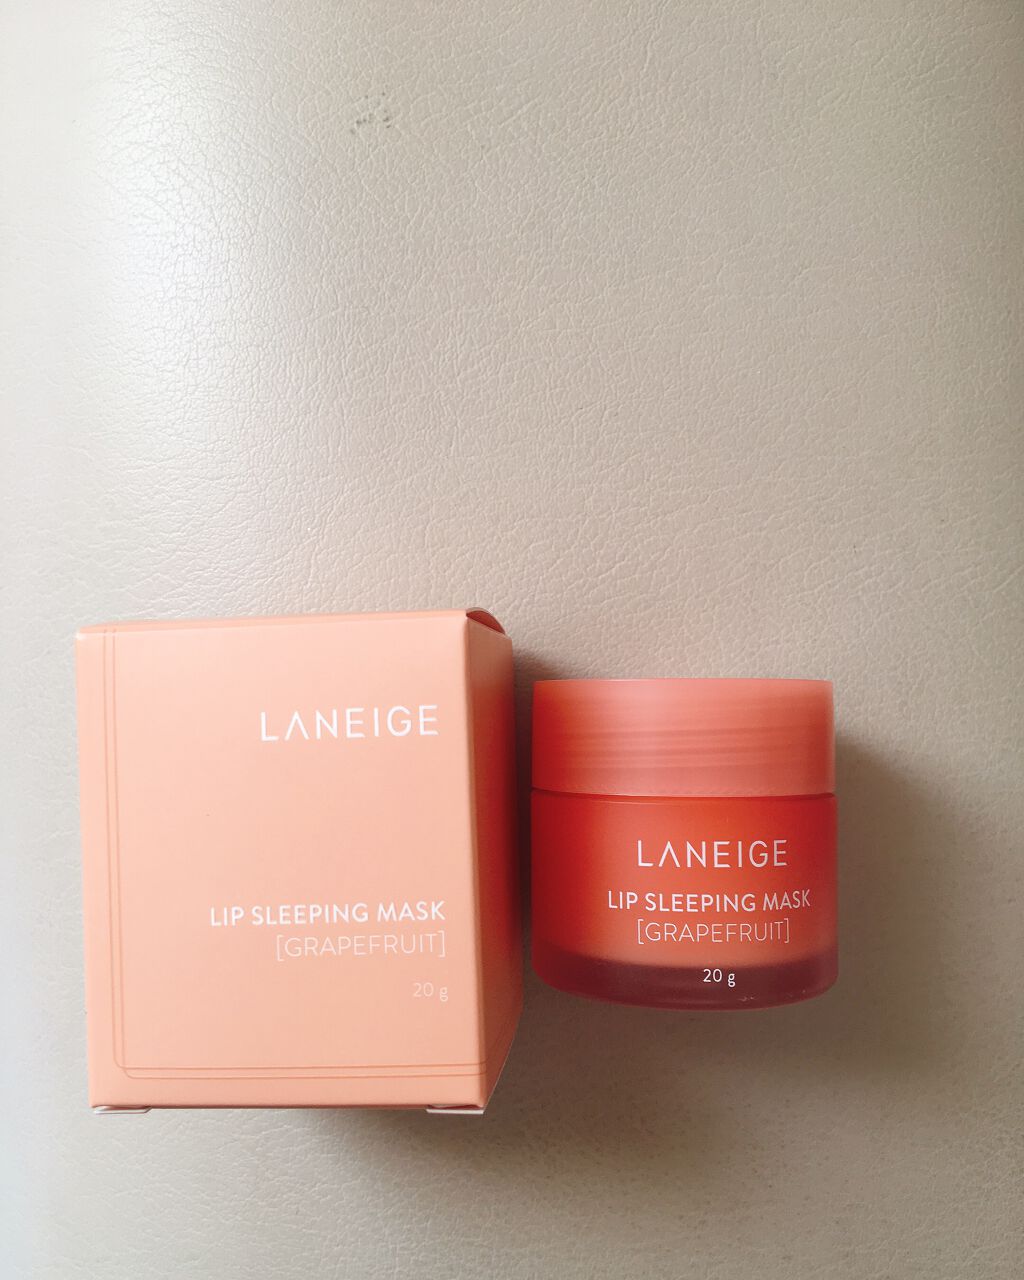 LANEIGE
LIP SLEEPING MASK
[GRAPEFRUIT]
20 g
LANEIGE
LIP SLEEPING MASK
[GRAPEFRUIT]
20 g